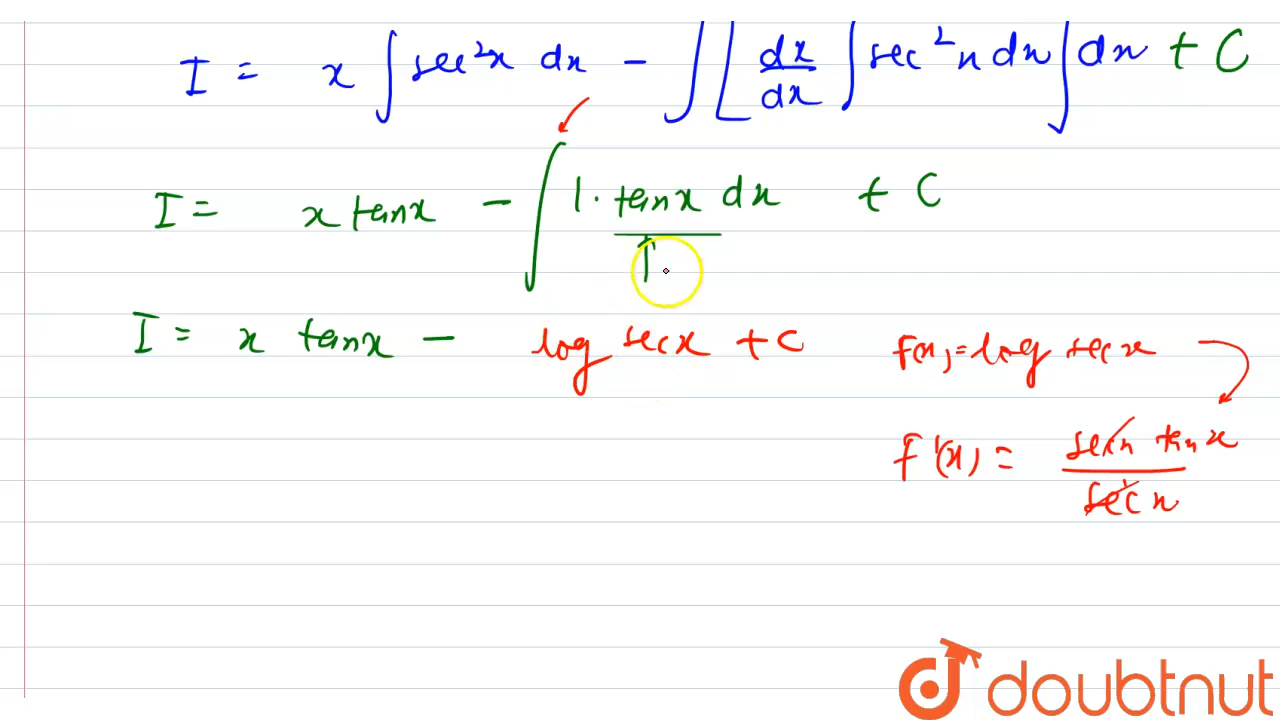 I = x ∫ sec²x dx - ∫ [ dx/dx ∫ sec²x dx ] dx + C
I = x tanx - ∫ 1. tanx dx + C
1
I = x tanx - log secx + C
F(x) = log secx
F'(x) = secx tanx / secx
doubtnut